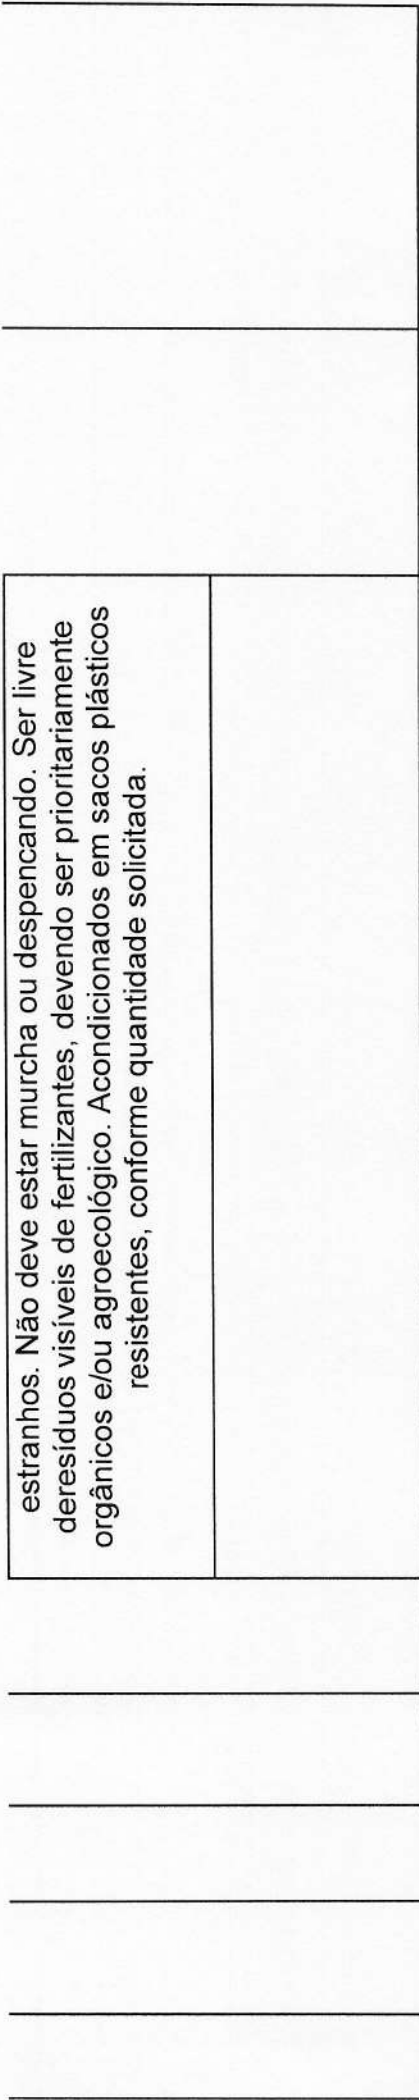 estranhos. Não deve estar murcha ou despencando. Ser livre
deresíduos visíveis de fertilizantes, devendo ser prioritariamente
orgânicos e/ou agroecológico. Acondicionados em sacos plásticos
resistentes, conforme quantidade solicitada.